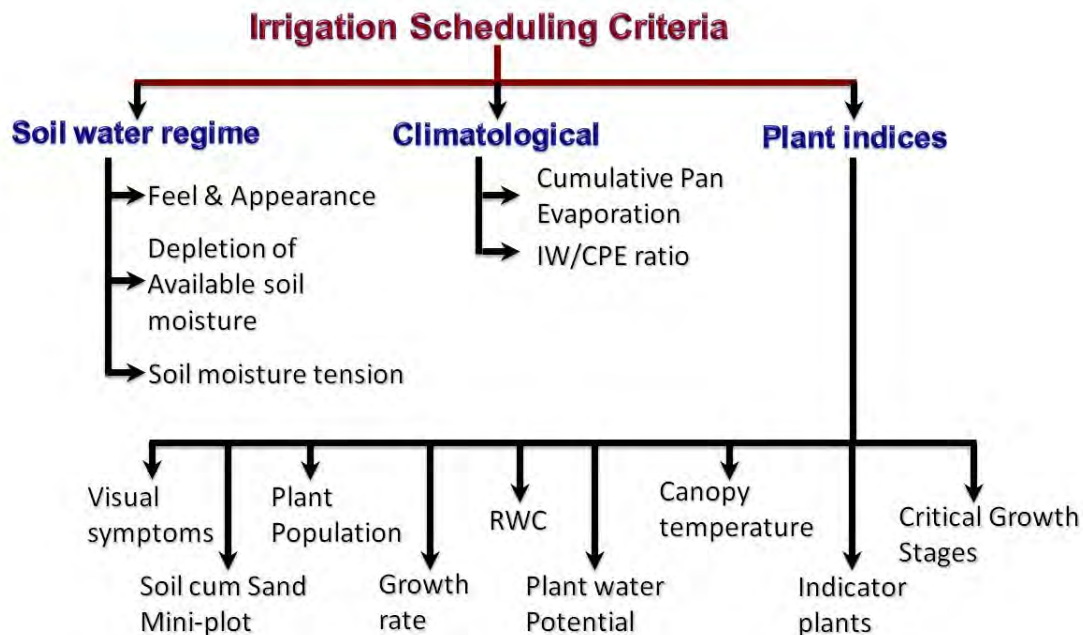 Irrigation Scheduling Criteria
Soil water regime
Feel & Appearance
Depletion of
Available soil
moisture
Soil moisture tension
Climatological
Cumulative Pan
Evaporation
IW/CPE ratio
Plant indices
Visual
symptoms
Soil cum Sand
Mini-plot
Plant
Population
Growth
rate
RWC
Plant water
Potential
Canopy
temperature
Indicator
plants
Critical Growth
Stages